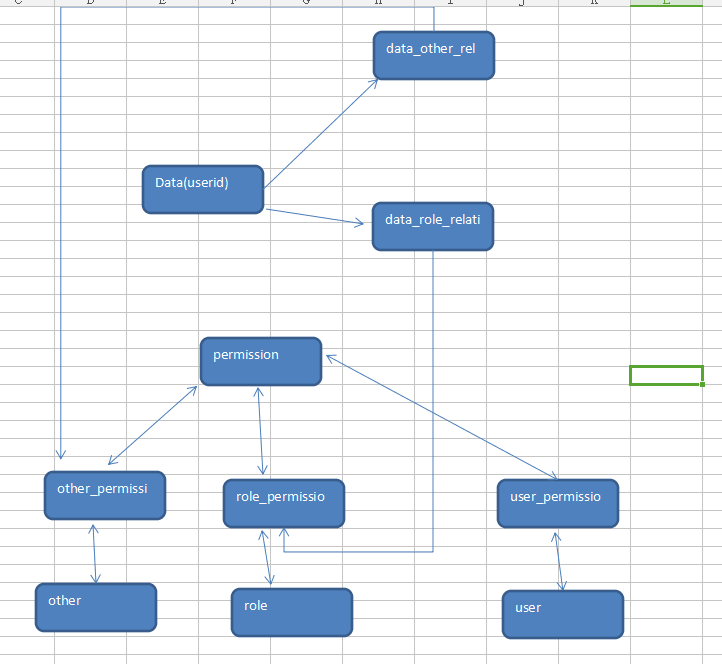 data_other_rel
Data(userid)
data_role_relati
permission
other_permissi
role_permissio
user_permissio
other
role
user